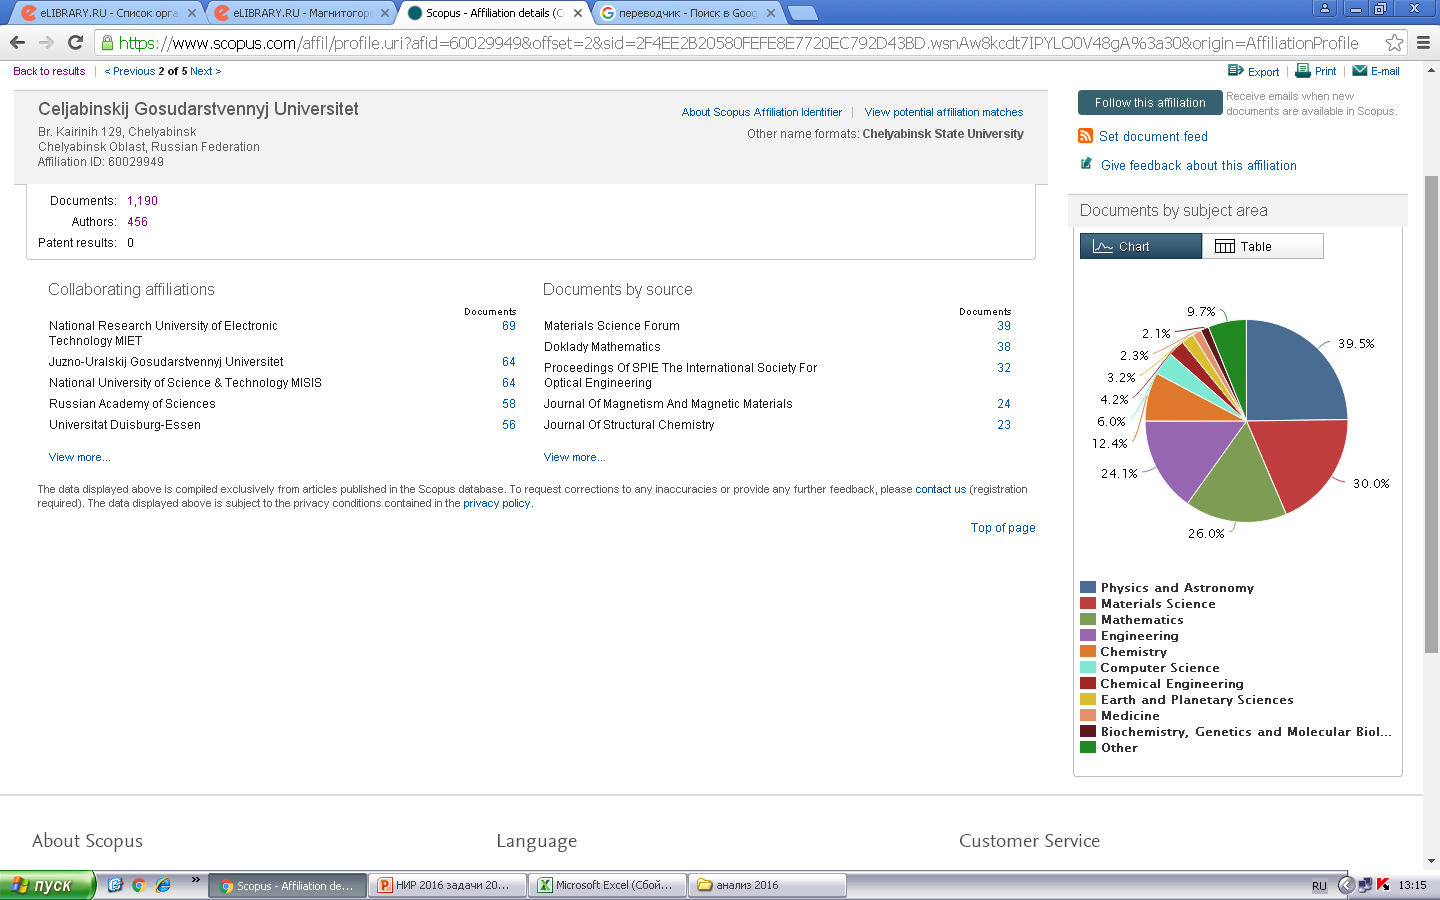 eLIBRARY.RU - Список орга
eLIBRARY.RU - Магнитогор
Scopus - Affiliation details (С
переводчик - Поиск в Goog
https://www.scopus.com/affil/profile.uri?afid=60029949&offset=2&sid=2F4EE2B20580FEFE8E7720EC792D43BD.wsnAw8kcdt7IPYLO0V48gA%3a30&origin=AffiliationProfile
Back to results | < Previous 2 of 5 Next >
Export | Print | E-mail
Celjabinskij Gosudarstvennyj Universitet
Br. Kairinih 129, Chelyabinsk
Chelyabinsk Oblast, Russian Federation
Affiliation ID: 60029949
About Scopus Affiliation Identifier | View potential affiliation matches
Other name formats: Chelyabinsk State University
Follow this affiliation
Receive emails when new
documents are available in Scopus.
Set document feed
Give feedback about this affiliation
Documents: 1,190
Authors: 456
Patent results: 0
Collaborating affiliations
Documents
National Research University of Electronic
Technology MIET 69
Juzno-Uralskij Gosudarstvennyj Universitet 64
National University of Science & Technology MISIS 64
Russian Academy of Sciences 58
Universitat Duisburg-Essen 56
View more...
Documents by source
Documents
Materials Science Forum 39
Doklady Mathematics 38
Proceedings Of SPIE The International Society For
Optical Engineering 32
Journal Of Magnetism And Magnetic Materials 24
Journal Of Structural Chemistry 23
View more...
The data displayed above is compiled exclusively from articles published in the Scopus database. To request corrections to any inaccuracies or provide any further feedback, please contact us (registration
required). The data displayed above is subject to the privacy conditions contained in the privacy policy.
Top of page
Documents by subject area
Chart
Table
9.7%
2.1%
2.3%
3.2%
4.2%
6.0%
12.4%
24.1%
26.0%
39.5%
30.0%
Physics and Astronomy
Materials Science
Mathematics
Engineering
Chemistry
Computer Science
Chemical Engineering
Earth and Planetary Sciences
Medicine
Biochemistry, Genetics and Molecular Biol...
Other
About Scopus
Language
Customer Service
пуск
»
Scopus - Affiliation de...
НИР 2016 задачи 20...
Microsoft Excel (Сбой...
анализ 2016
RU
13:15